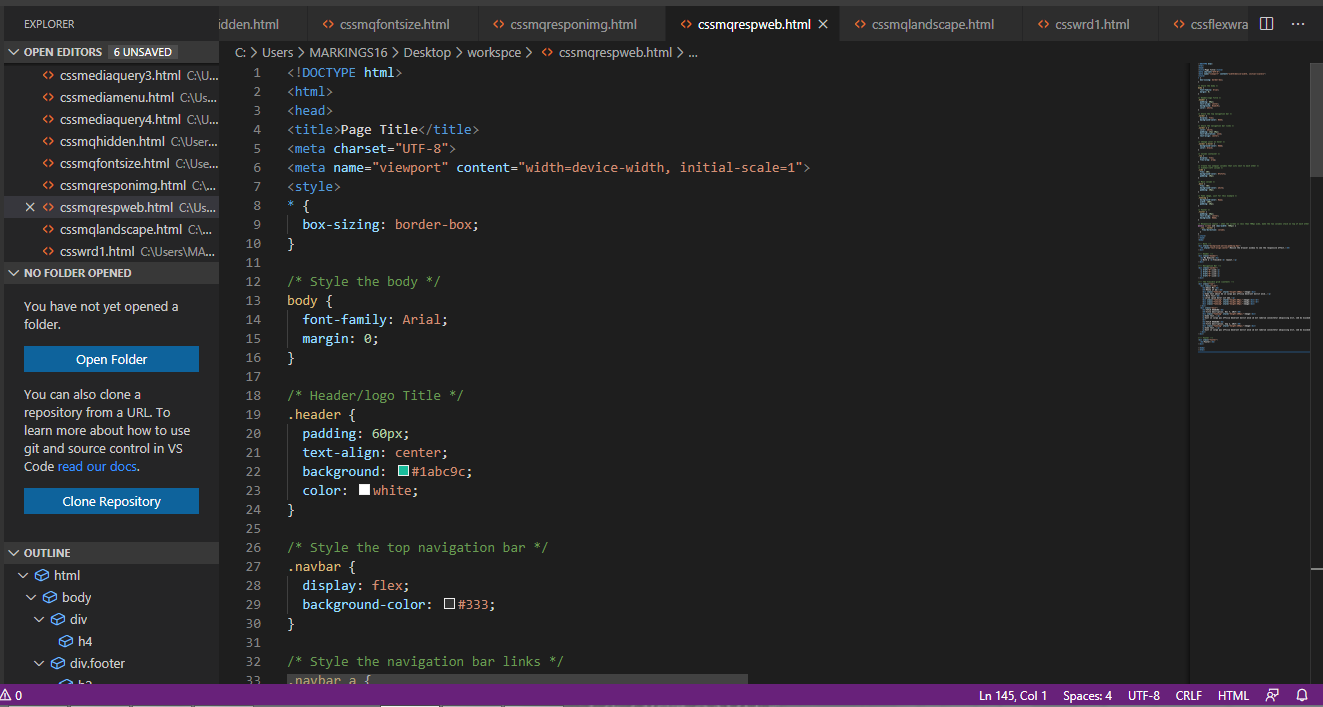 EXPLORER
OPEN EDITORS 6 UNSAVED
cssmediaquery3.html C:\U...
cssmediamenu.html C:\Us...
cssmediaquery4.html C:\U...
cssmqhidden.html C:\User...
cssmqfontsize.html C:\Use...
cssmqresponimg.html C:\...
cssmqrespweb.html C:\Us...
cssmqlandscape.html C:\...
csswrd1.html C:\Users\MA...
NO FOLDER OPENED
You have not yet opened a
folder.
Open Folder
You can also clone a
repository from a URL. To
learn more about how to use
git and source control in VS
Code read our docs.
Clone Repository
OUTLINE
html
body
div
h4
div.footer
h2
idden.html cssmqfontsize.html cssmqresponimg.html cssmqrespweb.html cssmqlandscape.html csswrd1.html cssflexwra
C: > Users > MARKINGS16 > Desktop > workspce > cssmqrespweb.html > ...
1 <!DOCTYPE html>
2 <html>
3 <head>
4 <title>Page Title</title>
5 <meta charset="UTF-8">
6 <meta name="viewport" content="width=device-width, initial-scale=1">
7 <style>
8 * {
9 box-sizing: border-box;
10 }
11
12 /* Style the body */
13 body {
14 font-family: Arial;
15 margin: 0;
16 }
17
18 /* Header/logo Title */
19 .header {
20 padding: 60px;
21 text-align: center;
22 background: #1abc9c;
23 color: white;
24 }
25
26 /* Style the top navigation bar */
27 .navbar {
28 display: flex;
29 background-color: #333;
30 }
31
32 /* Style the navigation bar links */
33 .navbar a {
0 Ln 145, Col 1 Spaces: 4 UTF-8 CRLF HTML